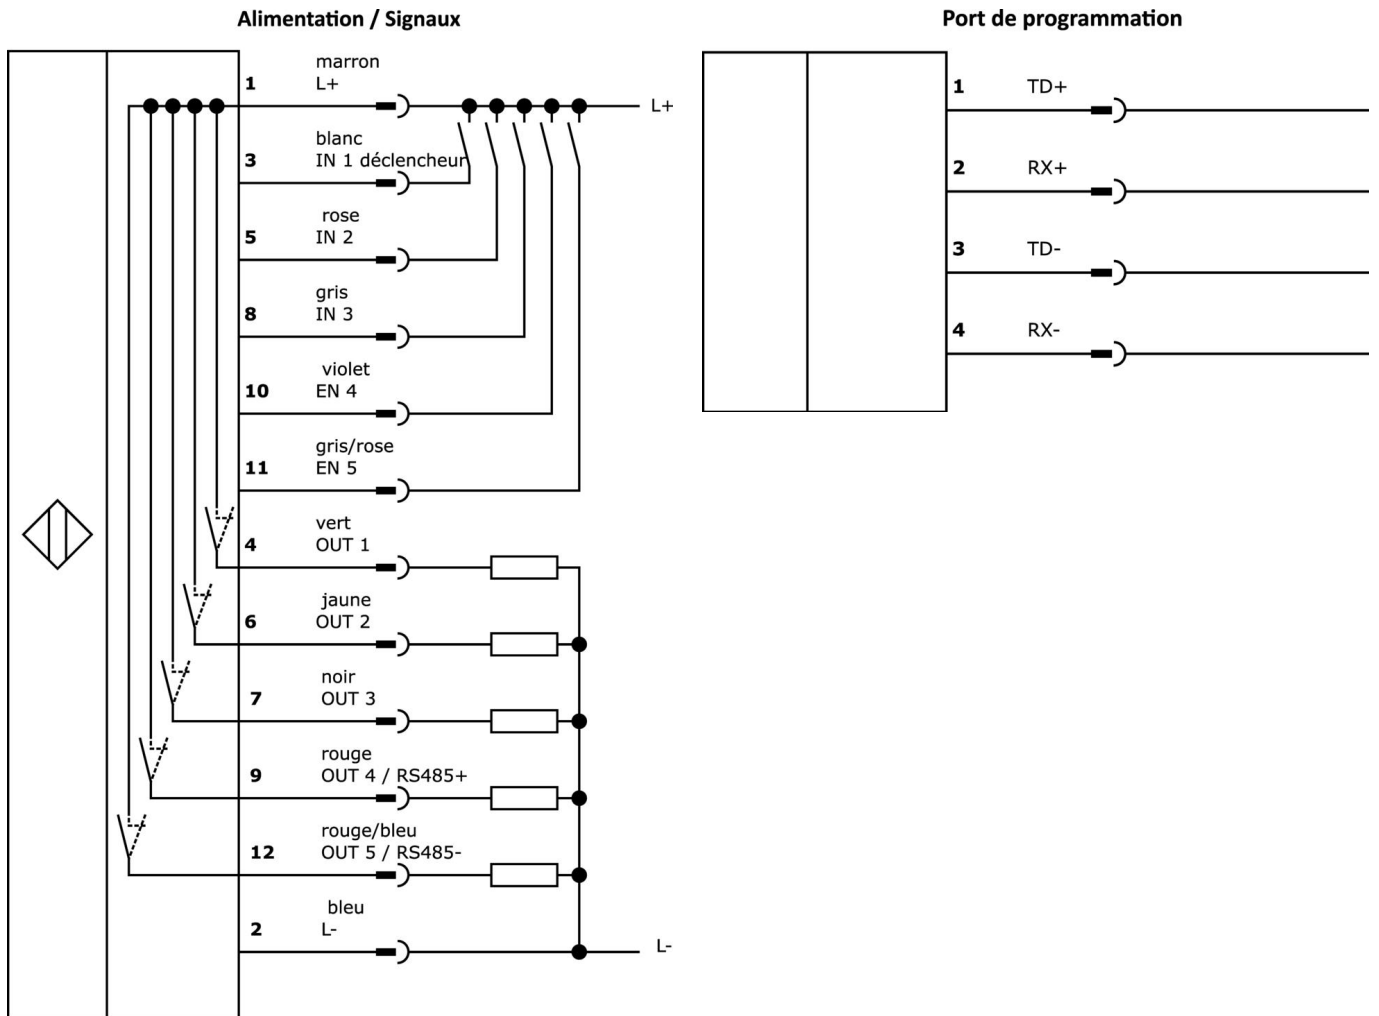 Alimentation / Signaux
marron
1 L+
L+
blanc
3 IN 1 déclencheur
rose
5 IN 2
gris
8 IN 3
violet
10 EN 4
gris/rose
11 EN 5
vert
4 OUT 1
jaune
6 OUT 2
noir
7 OUT 3
rouge
9 OUT 4 / RS485+
rouge/bleu
12 OUT 5 / RS485-
bleu
2 L-
L-
Port de programmation
1 TD+
2 RX+
3 TD-
4 RX-